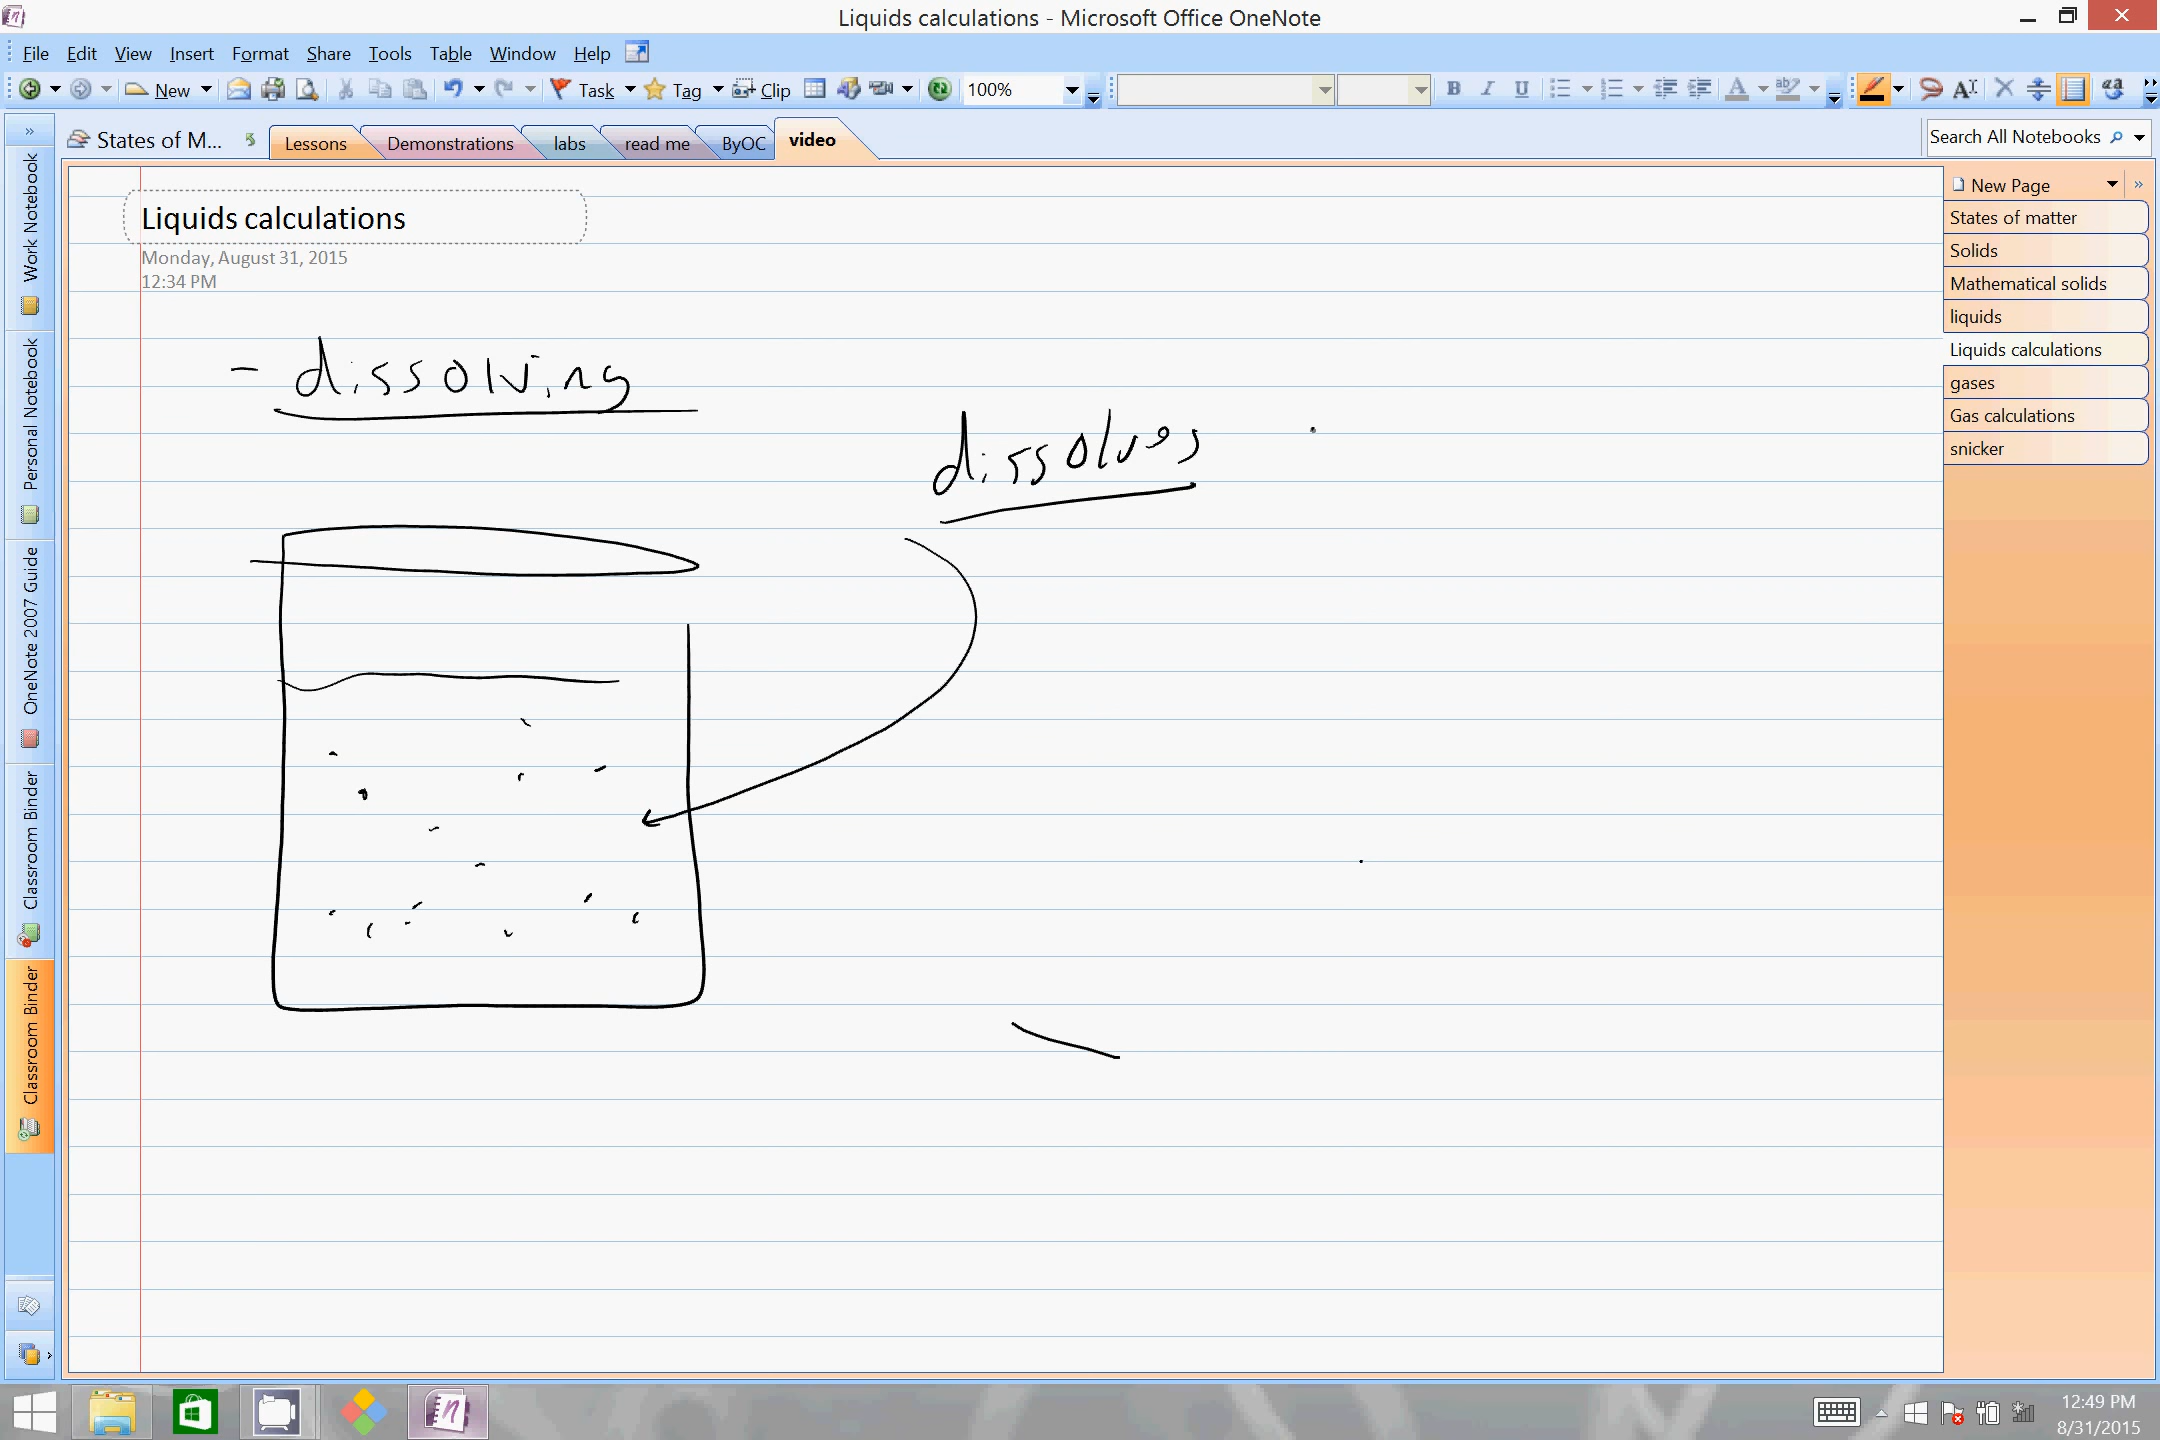 Liquids calculations - Microsoft Office OneNote
File Edit View Insert Format Share Tools Table Window Help
New Task Tag Clip 100% B I U
States of M... Lessons Demonstrations labs read me ByOC video
Search All Notebooks
Work Notebook
Personal Notebook
OneNote 2007 Guide
Classroom Binder
Classroom Binder
Liquids calculations
Monday, August 31, 2015
12:34 PM
- dissolving
dissolves
New Page
States of matter
Solids
Mathematical solids
liquids
Liquids calculations
gases
Gas calculations
snicker
12:49 PM
8/31/2015